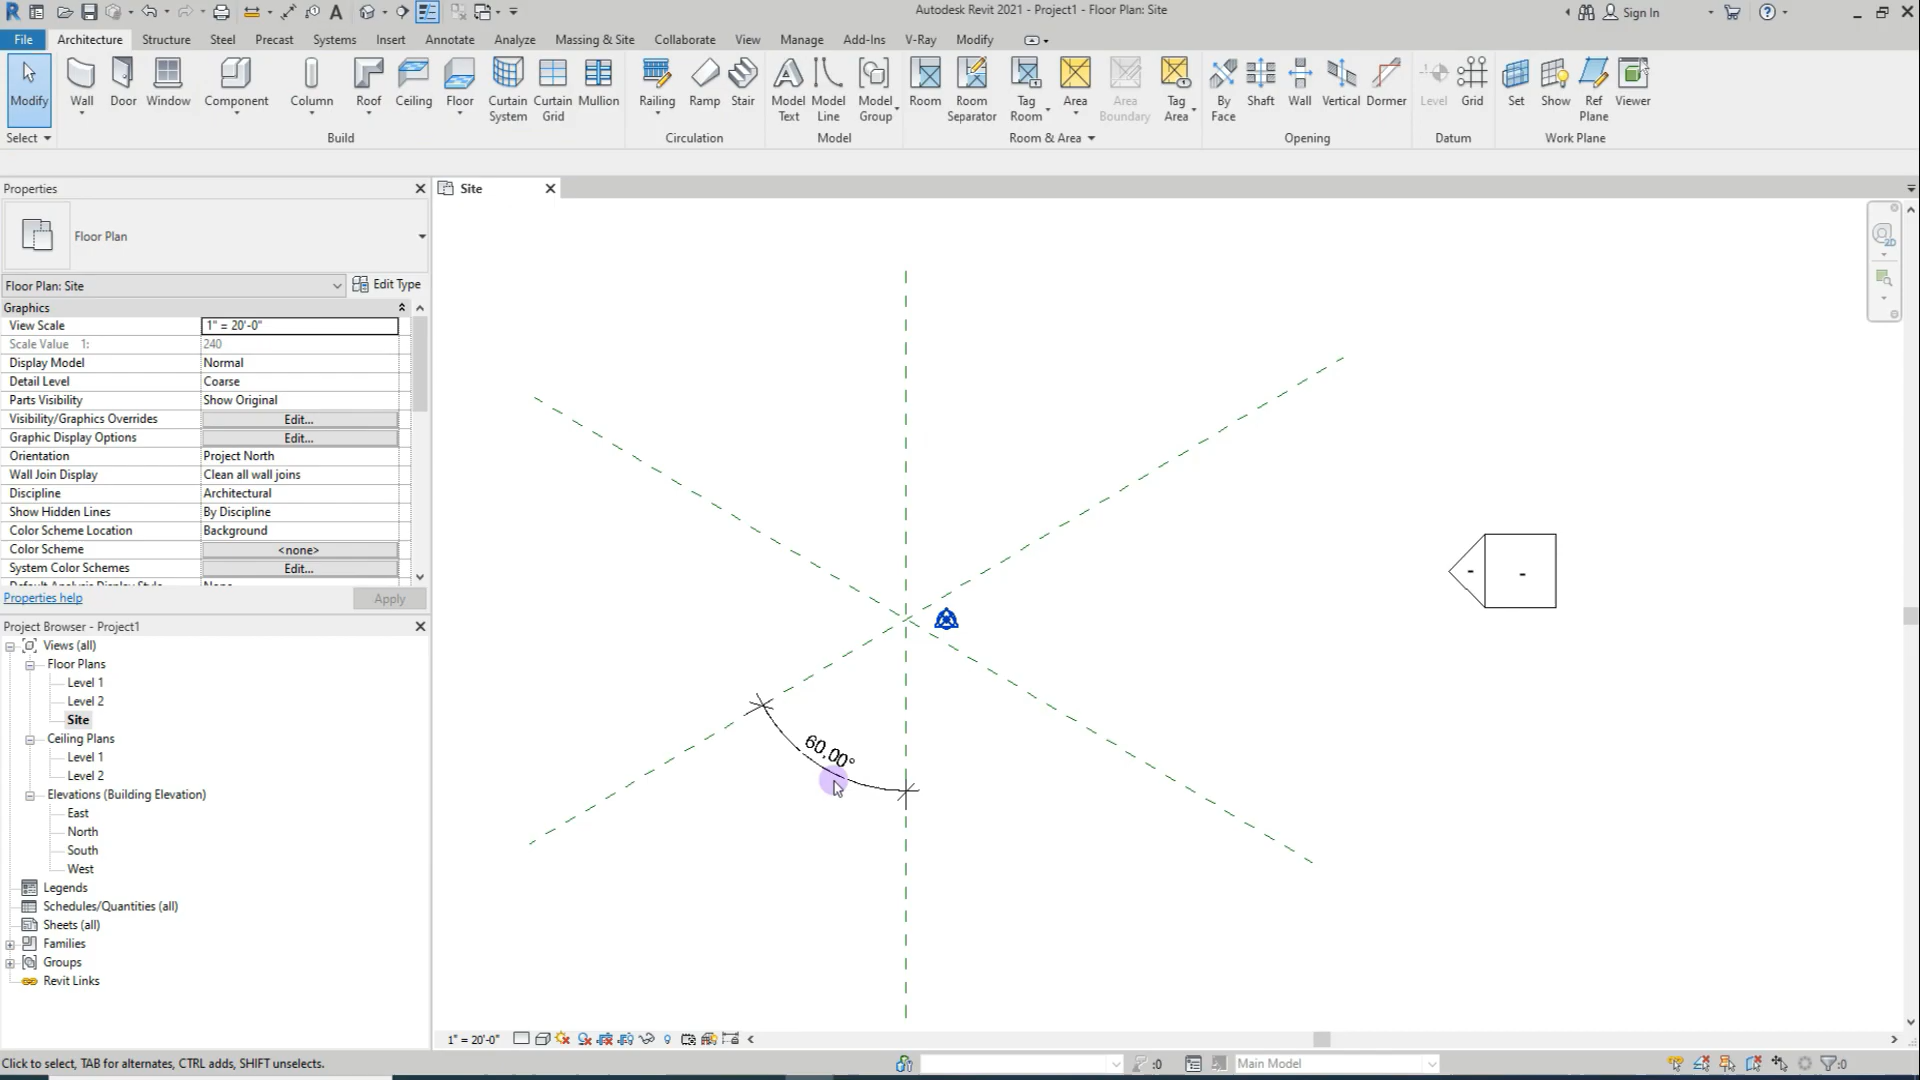 Autodesk Revit 2021 - Project1 - Floor Plan: Site
Sign In
File Architecture Structure Steel Precast Systems Insert Annotate Analyze Massing & Site Collaborate View Manage Add-Ins V-Ray Modify
Modify Wall Door Window Component Column Roof Ceiling Floor Curtain System Curtain Grid Mullion Railing Ramp Stair Model Text Model Line Model Group Room Room Separator Tag Room Area Area Boundary Tag Area By Face Shaft Wall Vertical Dormer Level Grid Set Show Ref Plane Viewer
Select Build Circulation Model Room & Area Opening Datum Work Plane
Properties
Site
Floor Plan
Floor Plan: Site
Edit Type
Graphics
View Scale 1" = 20'-0"
Scale Value 1: 240
Display Model Normal
Detail Level Coarse
Parts Visibility Show Original
Visibility/Graphics Overrides Edit...
Graphic Display Options Edit...
Orientation Project North
Wall Join Display Clean all wall joins
Discipline Architectural
Show Hidden Lines By Discipline
Color Scheme Location Background
Color Scheme <none>
System Color Schemes Edit...
Default Analysis Display Style None
Properties help
Apply
Project Browser - Project1
Views (all)
Floor Plans
Level 1
Level 2
Site
Ceiling Plans
Level 1
Level 2
Elevations (Building Elevation)
East
North
South
West
Legends
Schedules/Quantities (all)
Sheets (all)
Families
Groups
Revit Links
60,00°
- -
2D
1" = 20'-0"
Click to select, TAB for alternates, CTRL adds, SHIFT unselects.
:0
Main Model
:0